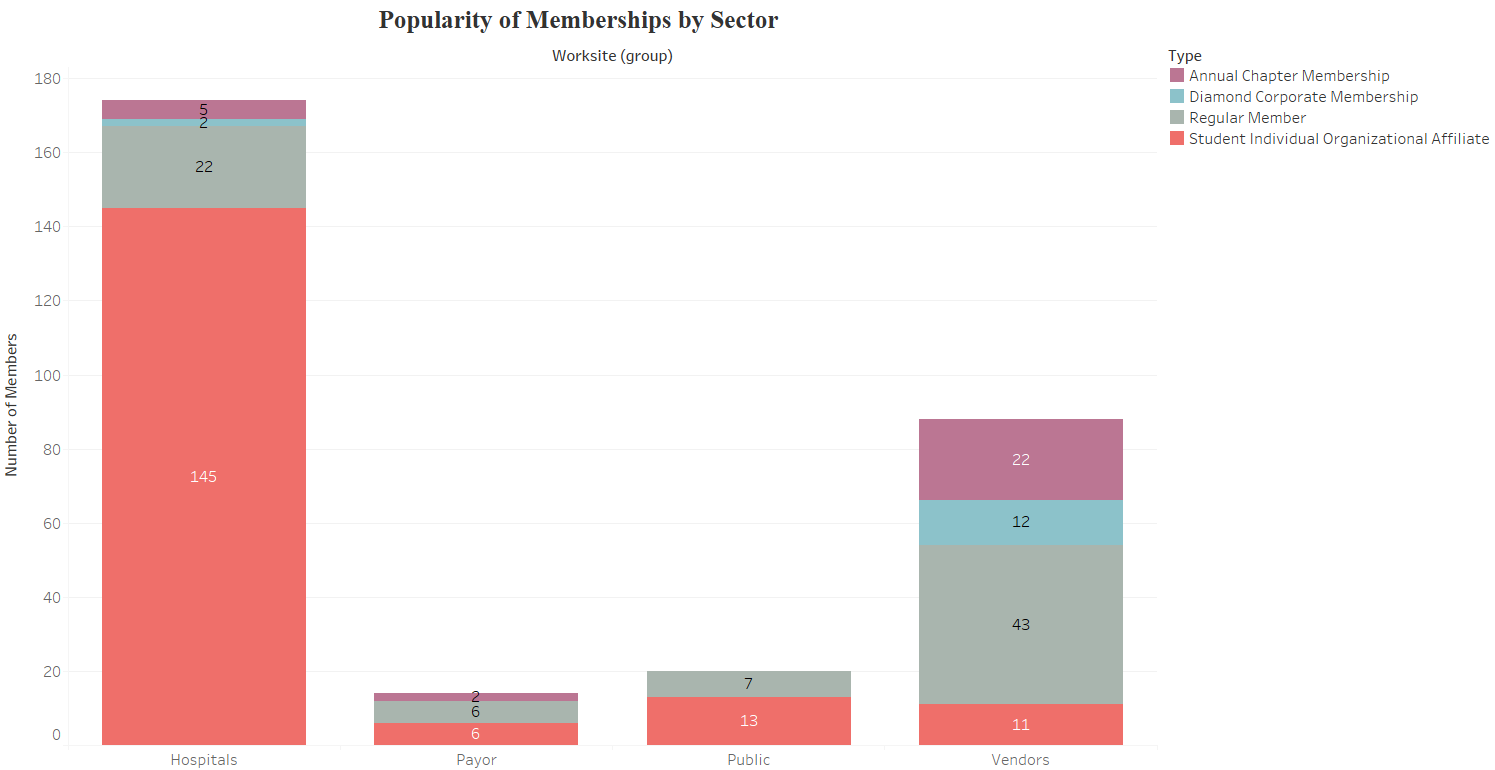 Popularity of Memberships by Sector
Worksite (group)
Type
Annual Chapter Membership
Diamond Corporate Membership
Regular Member
Student Individual Organizational Affiliate
Number of Members
180
160
140
120
100
80
60
40
20
0
5
2
22
145
2
6
6
7
13
22
12
43
11
Hospitals Payor Public Vendors